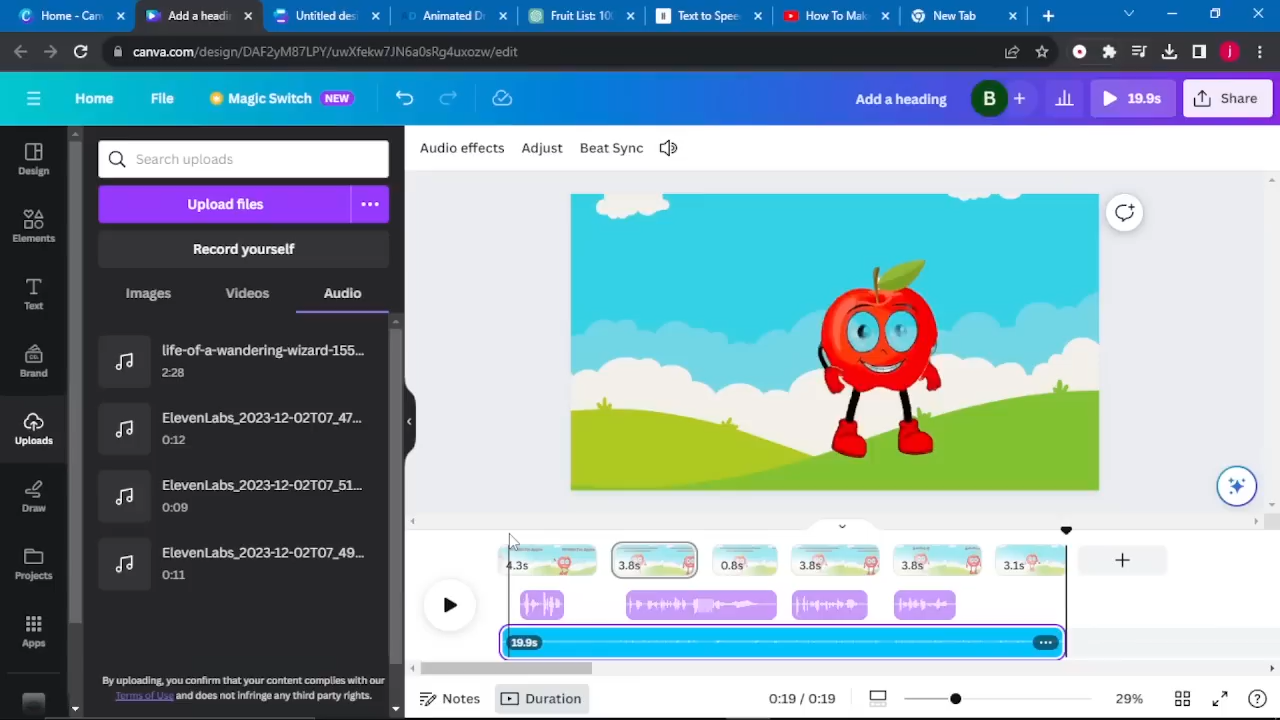 Home - Canva
Add a headin
Untitled desi
Animated Dr
Fruit List: 100
Text to Spee
How To Make
New Tab
canva.com/design/DAF2yM87LPY/uwXfekw7JN6a0sRg4uxozw/edit
j
Home
File
Magic Switch
NEW
Add a heading
B
19.9s
Share
Design
Elements
Text
Brand
Uploads
Draw
Projects
Apps
Search uploads
Upload files
Record yourself
Images
Videos
Audio
life-of-a-wandering-wizard-155...
2:28
ElevenLabs_2023-12-02T07_47...
0:12
ElevenLabs_2023-12-02T07_51...
0:09
ElevenLabs_2023-12-02T07_49...
0:11
By uploading, you confirm that your content complies with our
Terms of Use and does not infringe any third party rights.
Audio effects
Adjust
Beat Sync
4.3s
3.8s
0.8s
3.8s
3.8s
3.1s
19.9s
Notes
Duration
0:19 / 0:19
29%